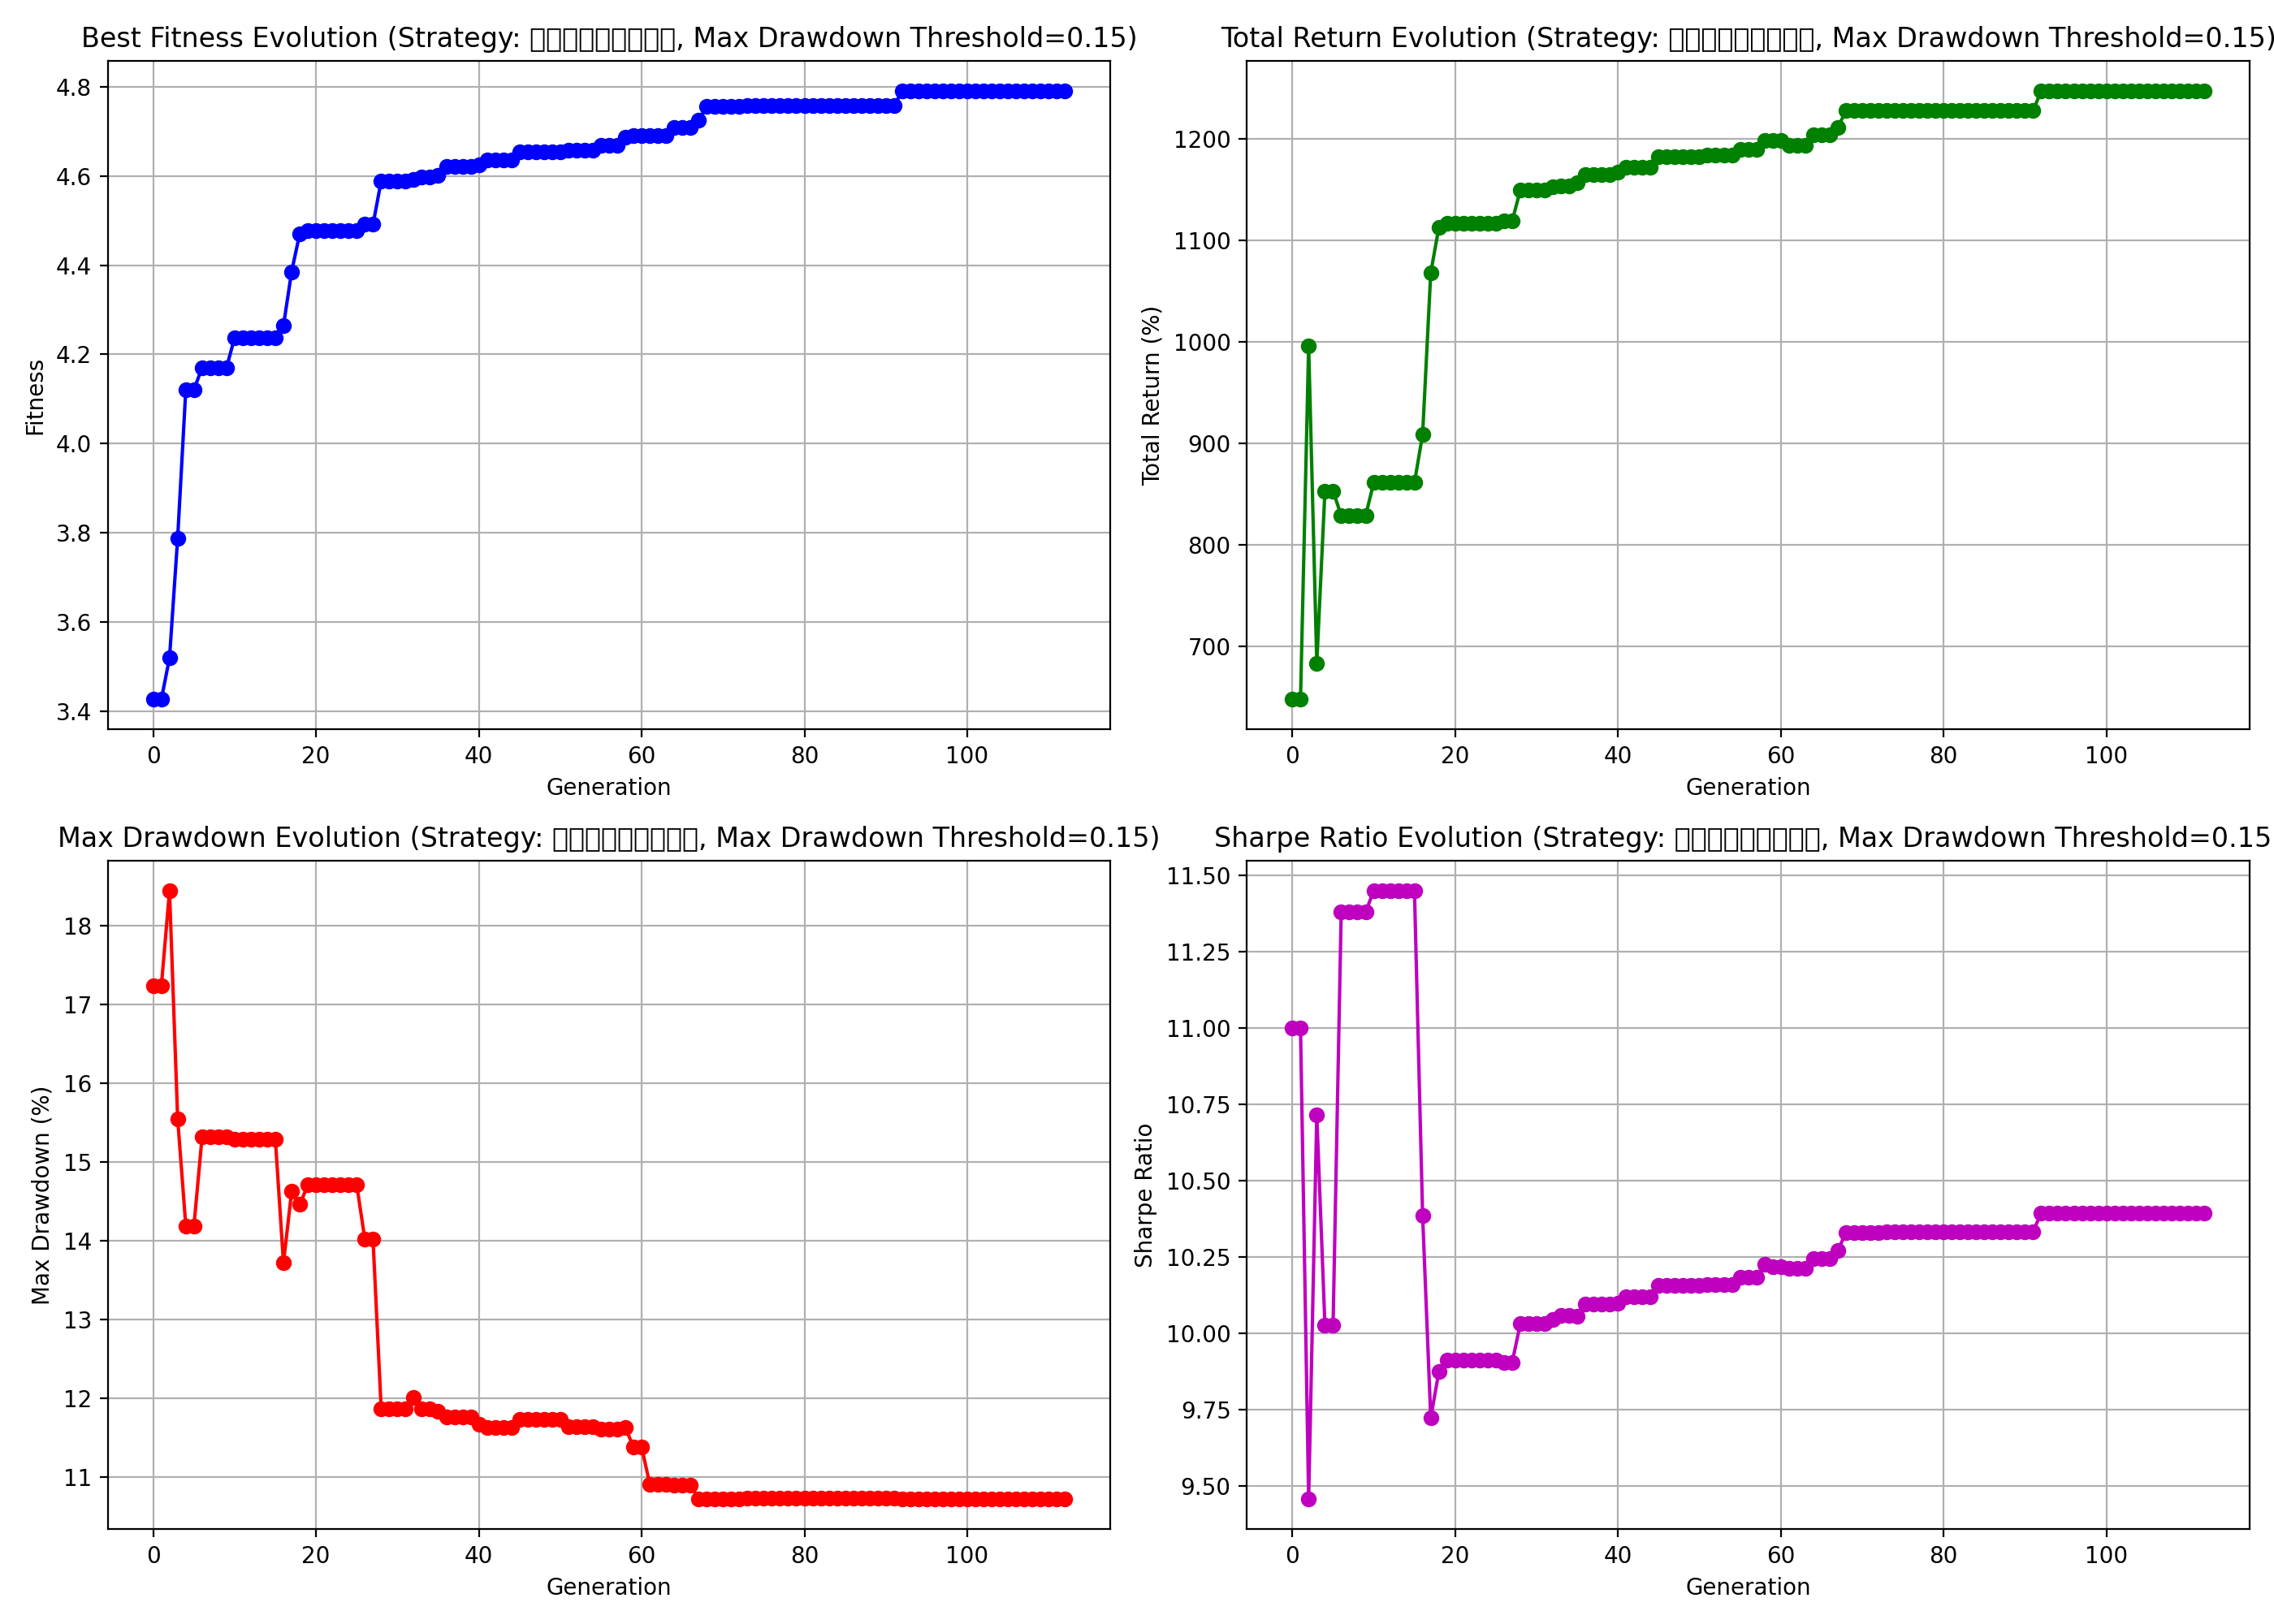 Best Fitness Evolution (Strategy: □□□□□□□□□, Max Drawdown Threshold=0.15)
Fitness
4.8
4.6
4.4
4.2
4.0
3.8
3.6
3.4
0 20 40 60 80 100
Generation
Total Return Evolution (Strategy: □□□□□□□□□, Max Drawdown Threshold=0.15)
Total Return (%)
1200
1100
1000
900
800
700
0 20 40 60 80 100
Generation
Max Drawdown Evolution (Strategy: □□□□□□□□□, Max Drawdown Threshold=0.15)
Max Drawdown (%)
18
17
16
15
14
13
12
11
0 20 40 60 80 100
Generation
Sharpe Ratio Evolution (Strategy: □□□□□□□□□, Max Drawdown Threshold=0.15
Sharpe Ratio
11.50
11.25
11.00
10.75
10.50
10.25
10.00
9.75
9.50
0 20 40 60 80 100
Generation